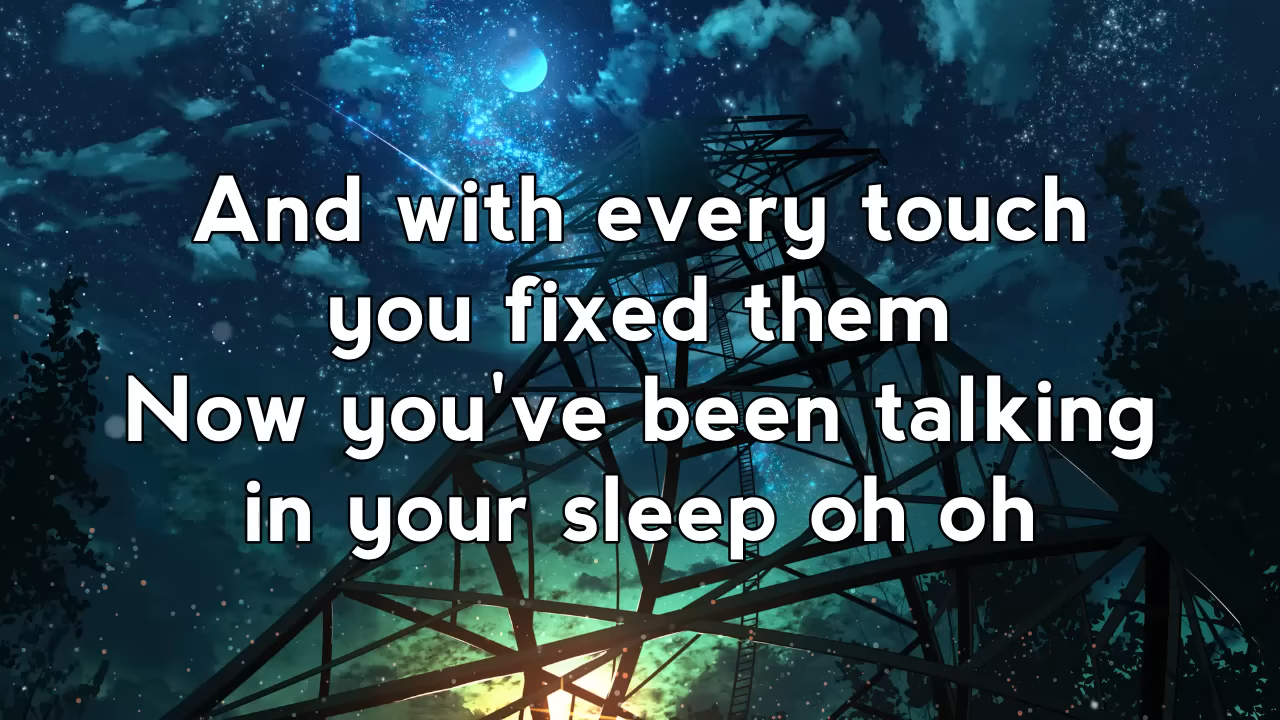 And with every touch
you fixed them
Now you've been talking
in your sleep oh oh